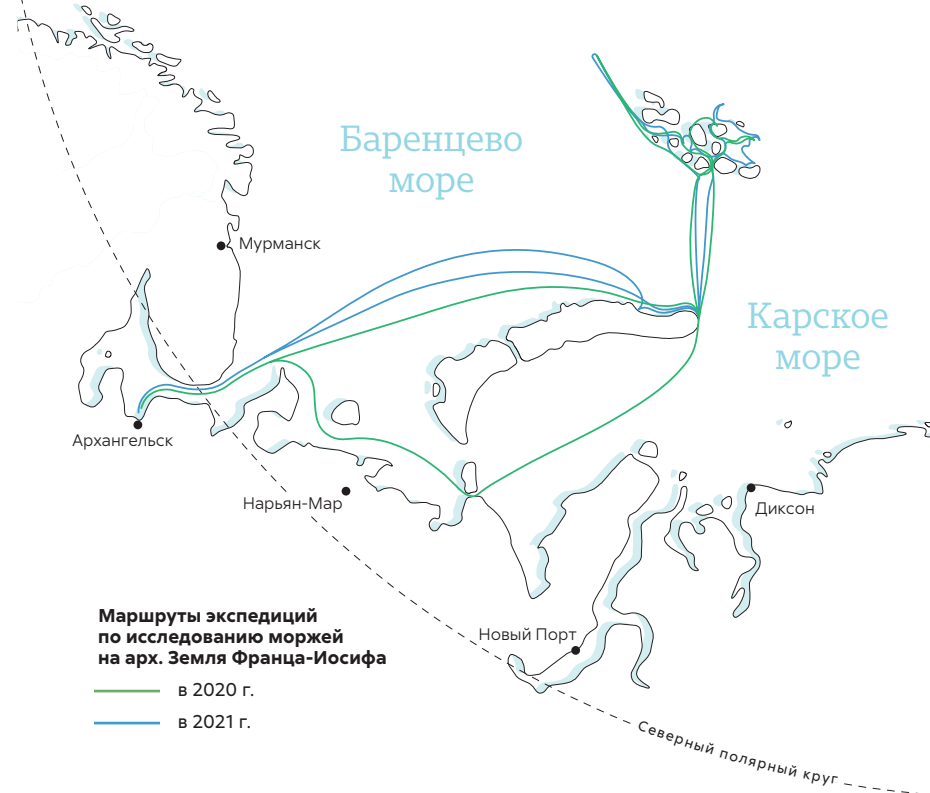 Баренцево
море
Мурманск
Карское
море
Архангельск
Нарьян-Мар
Диксон
Маршруты экспедиций
по исследованию моржей
на арх. Земля Франца-Иосифа
в 2020 г.
в 2021 г.
Новый Порт
Северный полярный круг